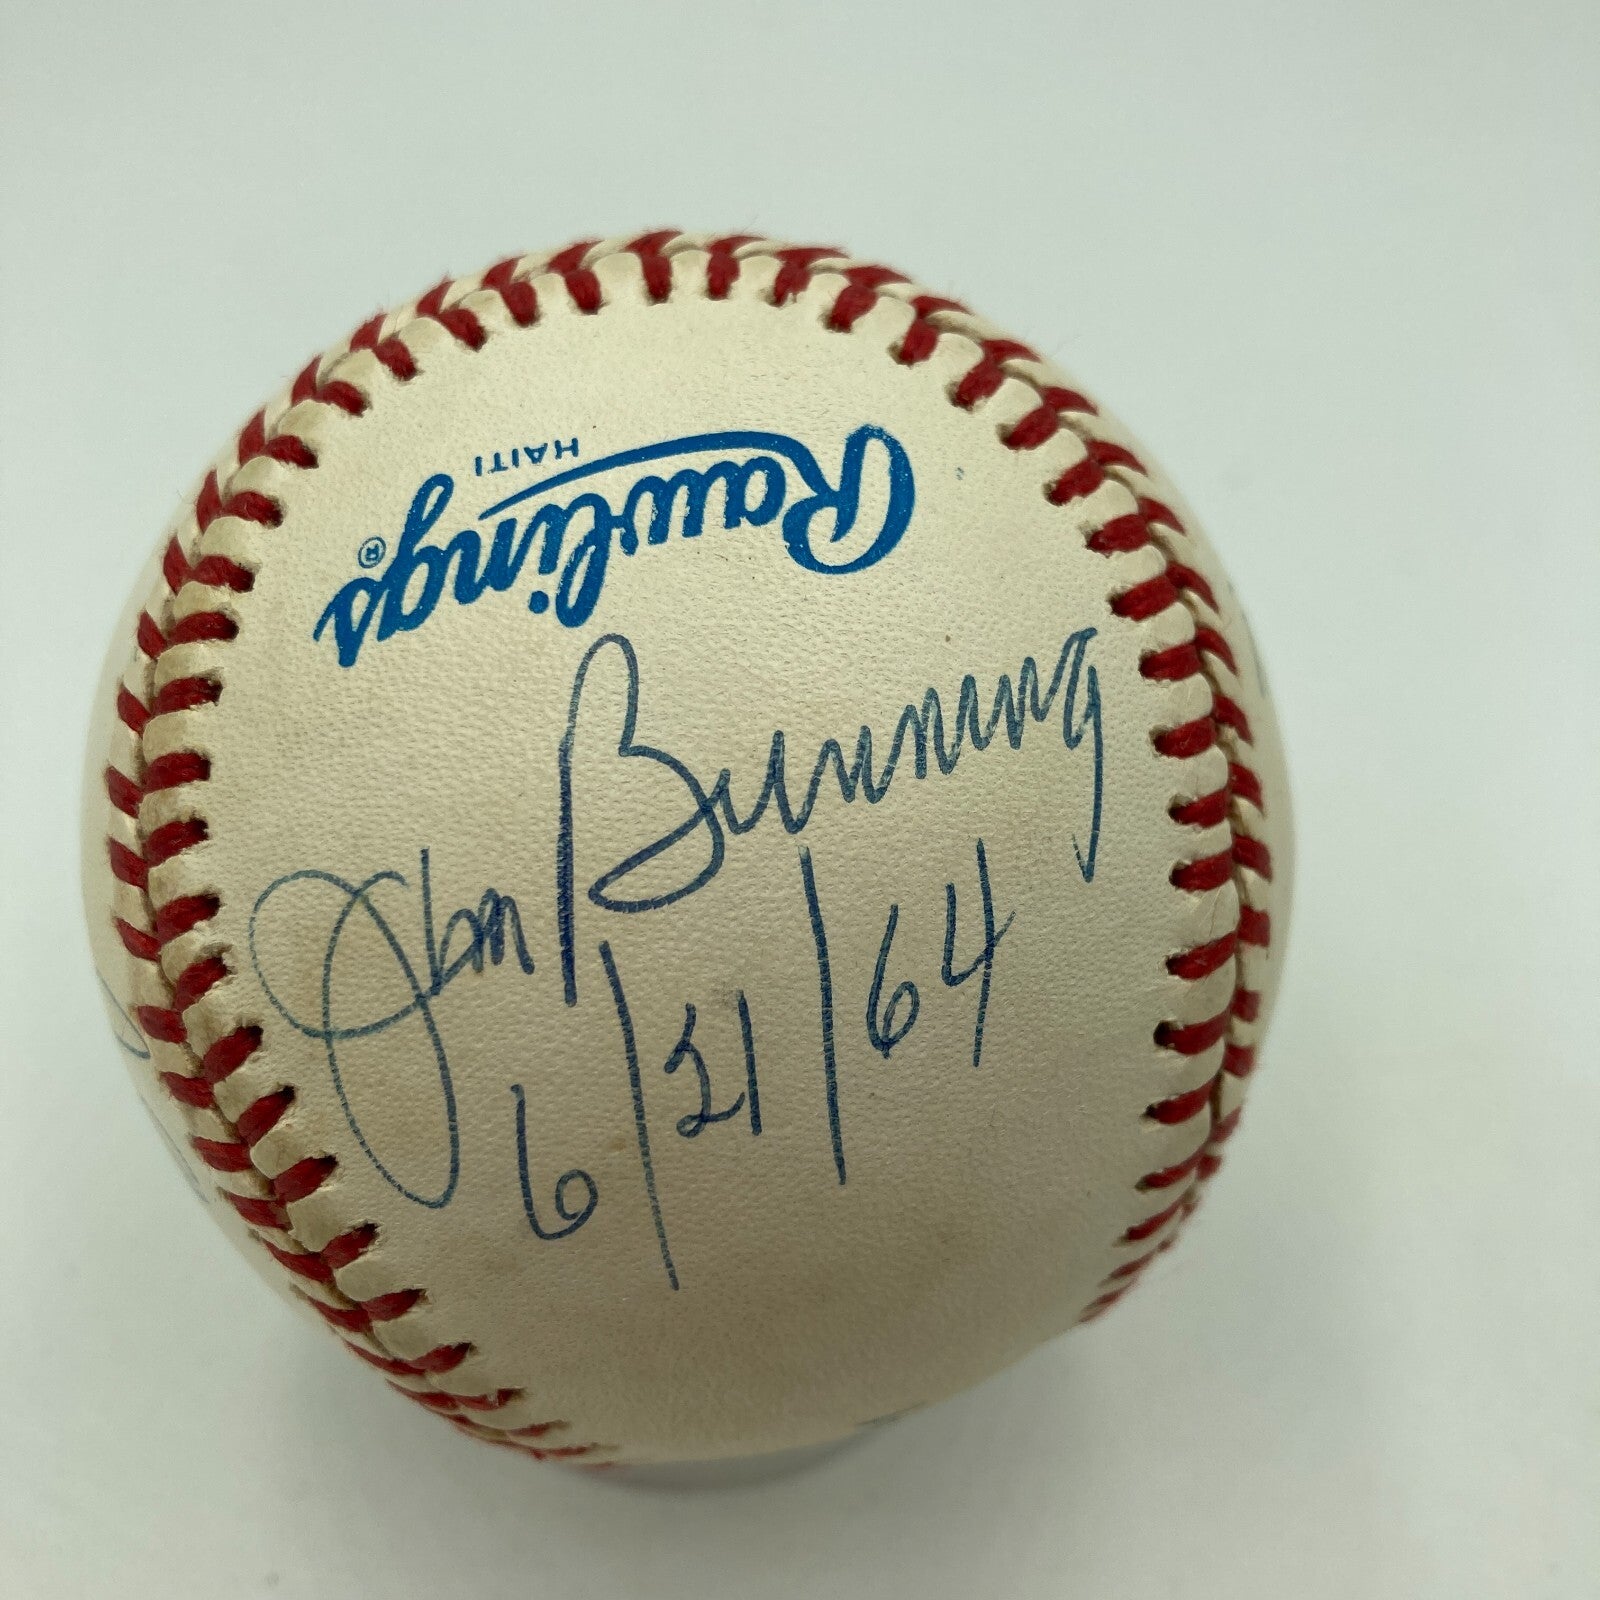 HAITI
Rawlings®
Jim Bunning
6/21/64